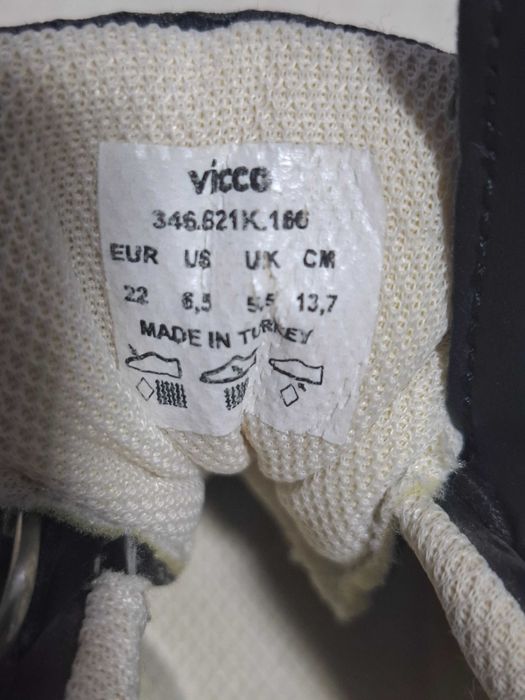 vicco
346.621K.160
EUR US UK CM
22 6,5 5,5 13,7
MADE IN TURKEY